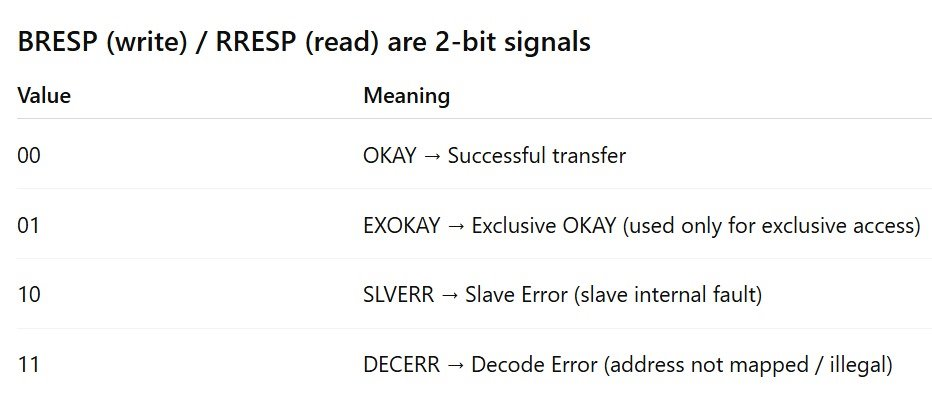 BRESP (write) / RRESP (read) are 2-bit signals
Value Meaning
00 OKAY → Successful transfer
01 EXOKAY → Exclusive OKAY (used only for exclusive access)
10 SLVERR → Slave Error (slave internal fault)
11 DECERR → Decode Error (address not mapped / illegal)